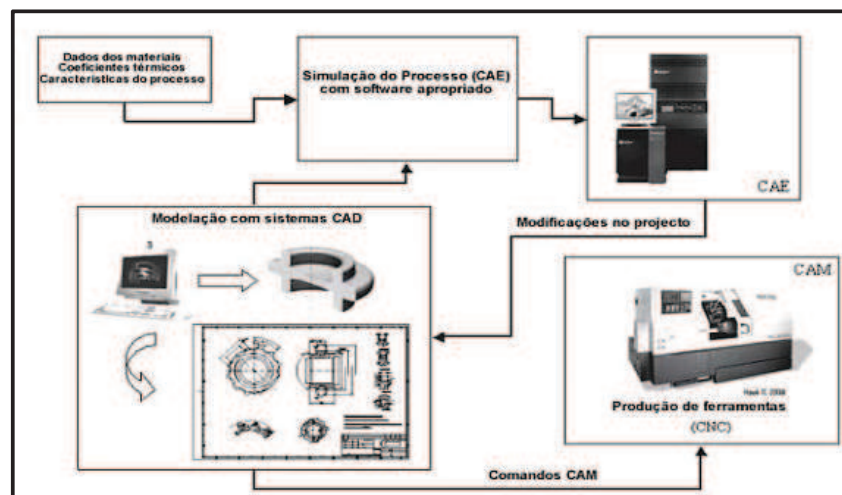 Dados dos materiais
Coeficientes térmicos
Características do processo
Simulação do Processo (CAE)
com software apropriado
CAE
Modelação com sistemas CAD
Modificações no projecto
CAM
Produção de ferramentas
(CNC)
Comandos CAM